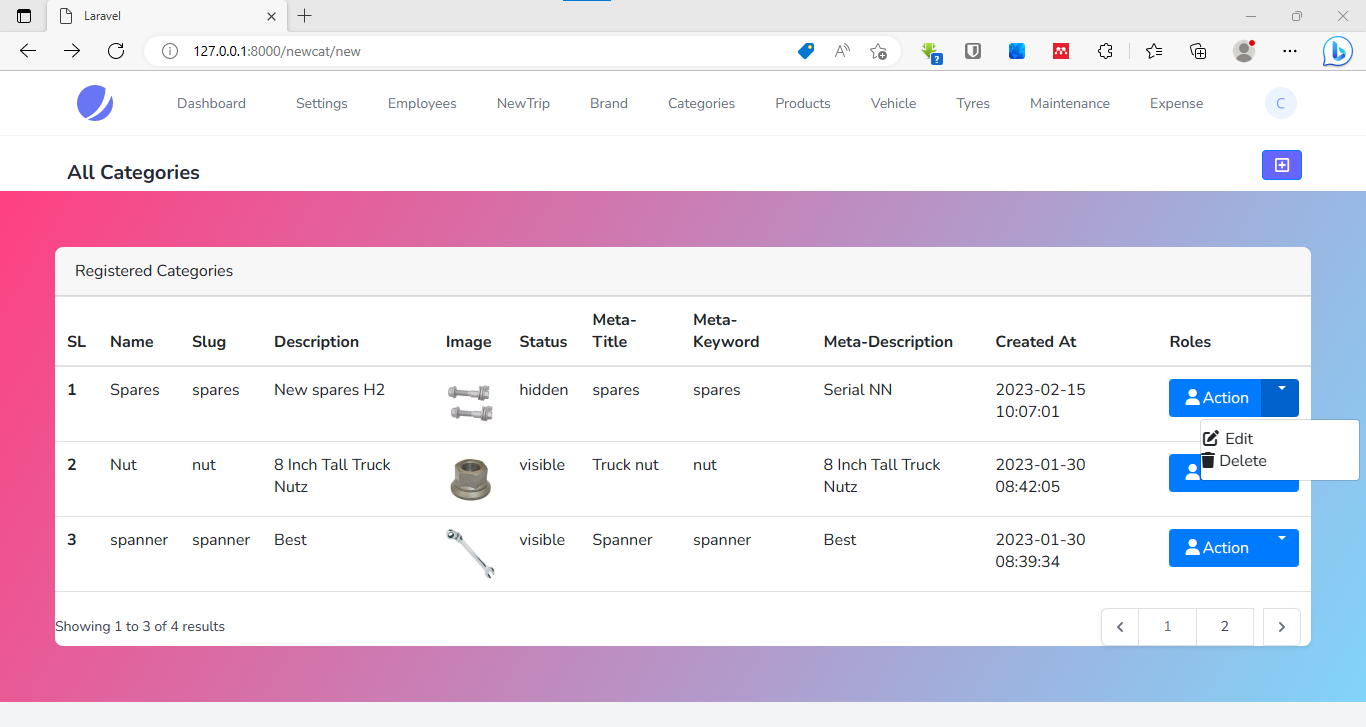 Laravel
127.0.0.1:8000/newcat/new
Dashboard Settings Employees NewTrip Brand Categories Products Vehicle Tyres Maintenance Expense C
All Categories
Registered Categories
SL Name Slug Description Image Status Meta-Title Meta-Keyword Meta-Description Created At Roles
1 Spares spares New spares H2 hidden spares spares Serial NN 2023-02-15 10:07:01 Action
Edit
Delete
2 Nut nut 8 Inch Tall Truck Nutz visible Truck nut nut 8 Inch Tall Truck Nutz 2023-01-30 08:42:05
3 spanner spanner Best visible Spanner spanner Best 2023-01-30 08:39:34 Action
Showing 1 to 3 of 4 results
1 2